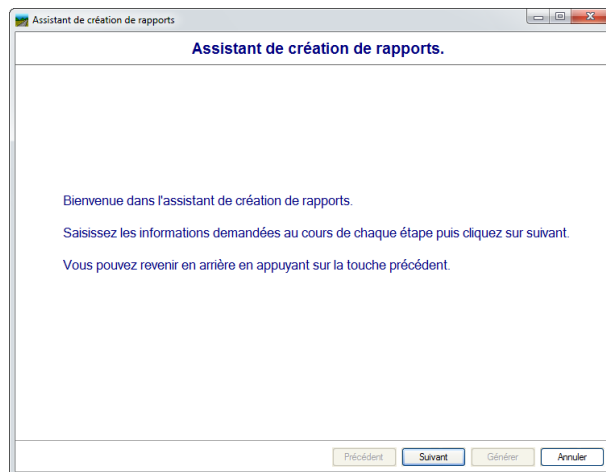 Assistant de création de rapports
Assistant de création de rapports.
Bienvenue dans l'assistant de création de rapports.
Saisissez les informations demandées au cours de chaque étape puis cliquez sur suivant.
Vous pouvez revenir en arrière en appuyant sur la touche précédent.
Précédent Suivant Générer Annuler